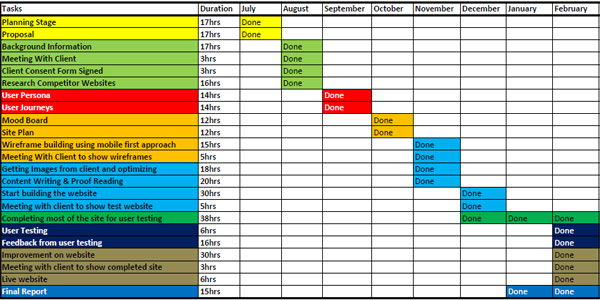 Tasks Duration July August September October November December January February
Planning Stage 17hrs Done
Proposal 17hrs Done
Background Information 17hrs Done
Meeting With Client 3hrs Done
Client Consent Form Signed 3hrs Done
Research Competitor Websites 16hrs Done
User Persona 14hrs Done
User Journeys 14hrs Done
Mood Board 12hrs Done
Site Plan 12hrs Done
Wireframe building using mobile first approach 15hrs Done
Meeting With Client to show wireframes 5hrs Done
Getting Images from client and optimizing 18hrs Done
Content Writing & Proof Reading 20hrs Done
Start building the website 30hrs Done
Meeting with client to show test website 5hrs Done
Completing most of the site for user testing 38hrs Done Done Done
User Testing 6hrs Done
Feedback from user testing 16hrs Done
Improvement on website 30hrs Done
Meeting with client to show completed site 3hrs Done
Live website 6hrs Done
Final Report 15hrs Done Done